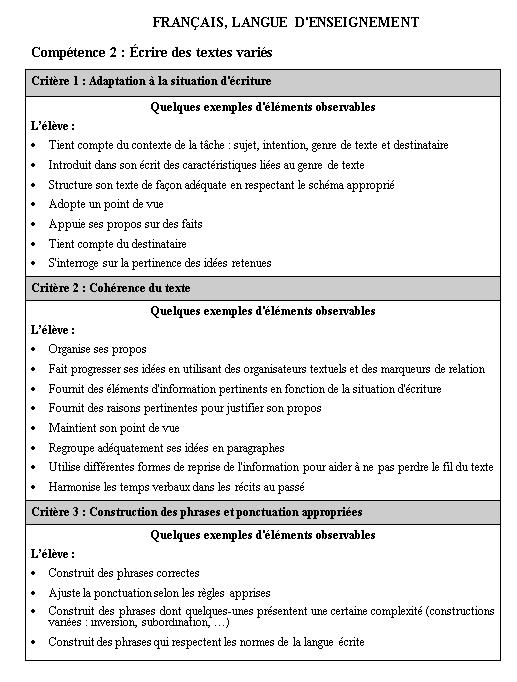 FRANÇAIS, LANGUE D'ENSEIGNEMENT
Compétence 2 : Écrire des textes variés
Critère 1 : Adaptation à la situation d'écriture
Quelques exemples d'éléments observables
L'élève :
• Tient compte du contexte de la tâche : sujet, intention, genre de texte et destinataire
• Introduit dans son écrit des caractéristiques liées au genre de texte
• Structure son texte de façon adéquate en respectant le schéma approprié
• Adopte un point de vue
• Appuie ses propos sur des faits
• Tient compte du destinataire
• S'interroge sur la pertinence des idées retenues
Critère 2 : Cohérence du texte
Quelques exemples d'éléments observables
L'élève :
• Organise ses propos
• Fait progresser ses idées en utilisant des organisateurs textuels et des marqueurs de relation
• Fournit des éléments d'information pertinents en fonction de la situation d'écriture
• Fournit des raisons pertinentes pour justifier son propos
• Maintient son point de vue
• Regroupe adéquatement ses idées en paragraphes
• Utilise différentes formes de reprise de l'information pour aider à ne pas perdre le fil du texte
• Harmonise les temps verbaux dans les récits au passé
Critère 3 : Construction des phrases et ponctuation appropriées
Quelques exemples d'éléments observables
L'élève :
• Construit des phrases correctes
• Ajuste la ponctuation selon les règles apprises
• Construit des phrases dont quelques-unes présentent une certaine complexité (constructions
variées : inversion, subordination, …)
• Construit des phrases qui respectent les normes de la langue écrite